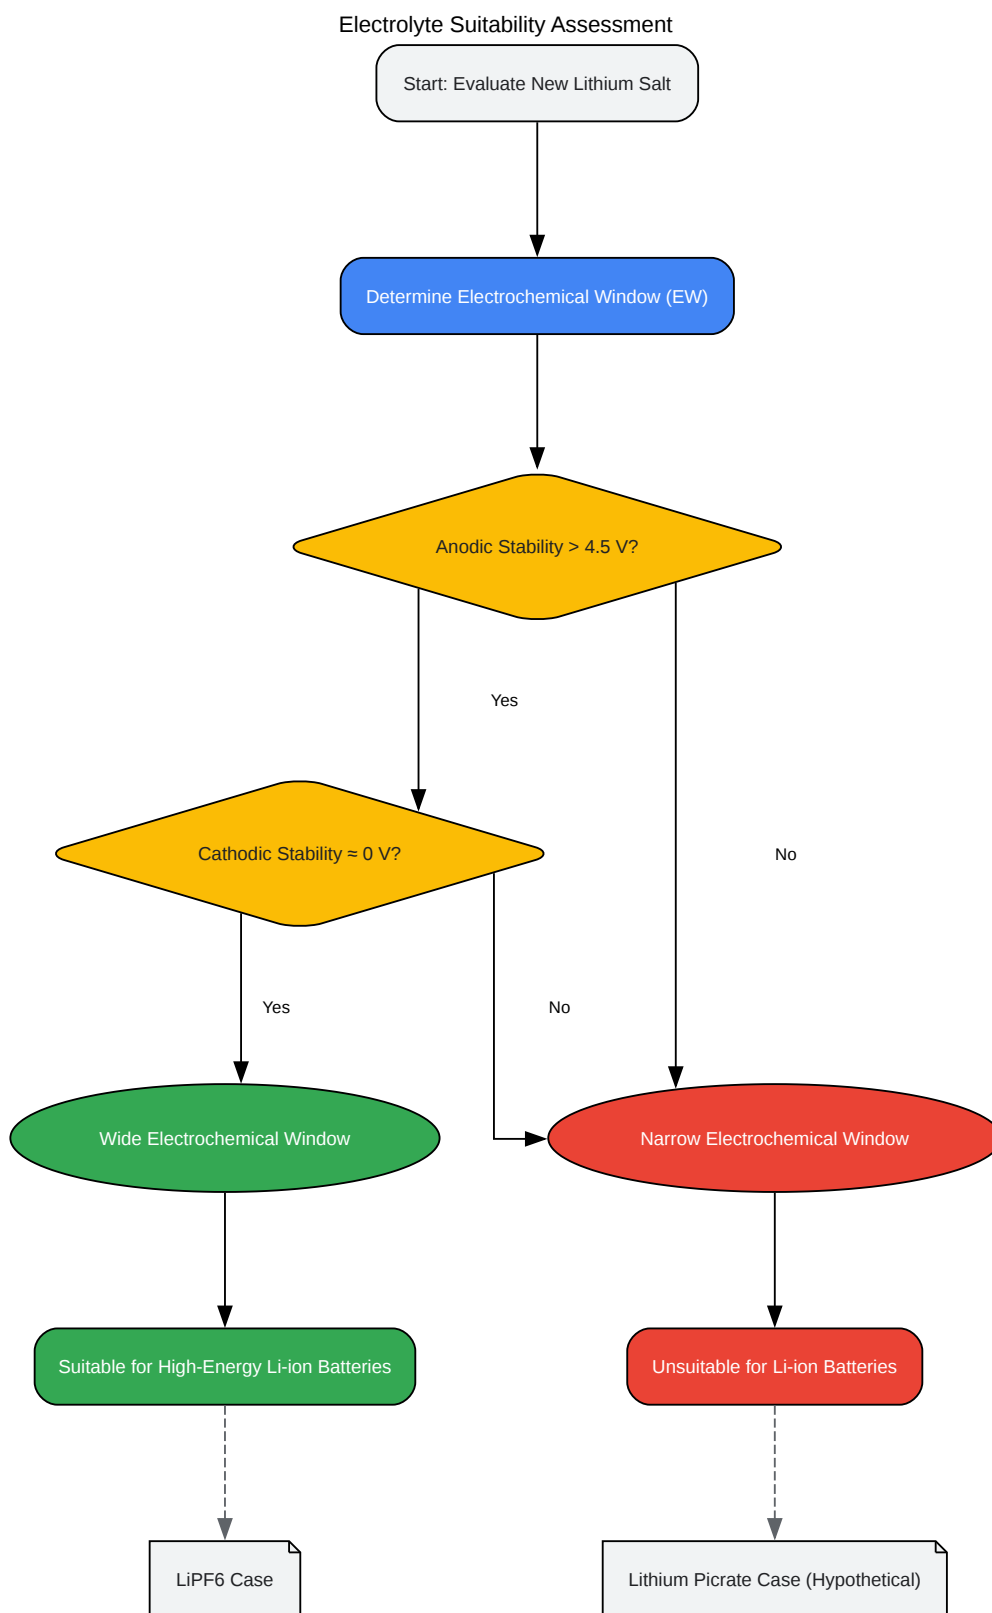 Electrolyte Suitability Assessment
Start: Evaluate New Lithium Salt
Determine Electrochemical Window (EW)
Anodic Stability > 4.5 V?
Yes
Cathodic Stability ≈ 0 V?
No
Yes
No
Wide Electrochemical Window
Narrow Electrochemical Window
Suitable for High-Energy Li-ion Batteries
Unsuitable for Li-ion Batteries
LiPF6 Case
Lithium Picrate Case (Hypothetical)